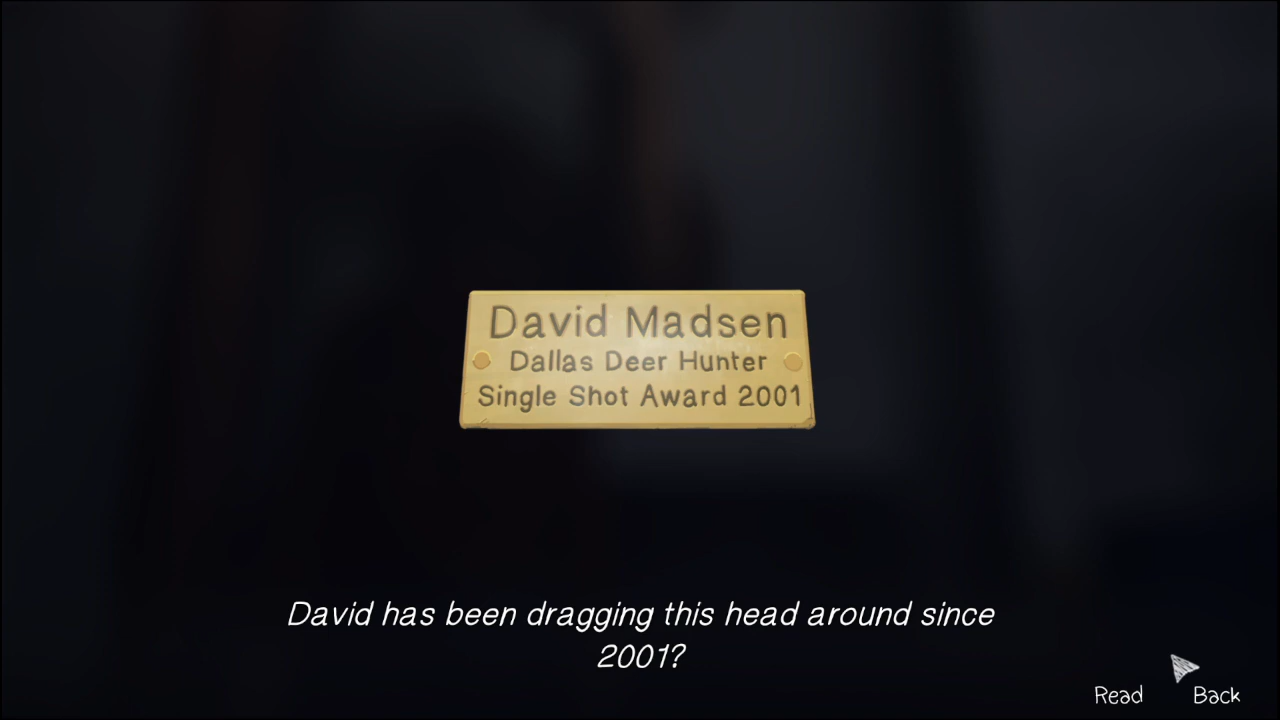 David Madsen
Dallas Deer Hunter
Single Shot Award 2001
David has been dragging this head around since
2001?
Read Back